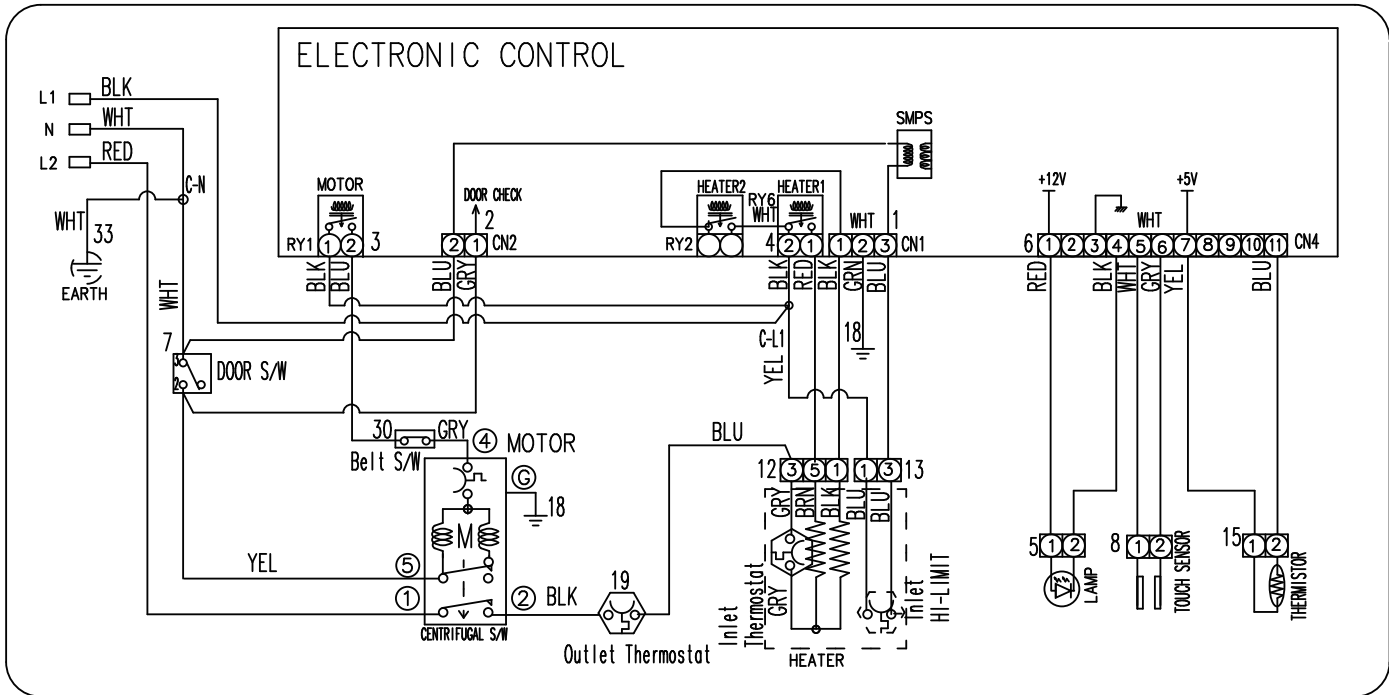 ELECTRONIC CONTROL
L1 BLK
N WHT
L2 RED
C-N
WHT 33
EARTH
WHT
SMPS
MOTOR
DOOR CHECK
HEATER2 HEATER1
RY6
WHT
WHT
+12V
WHT
+5V
RY1 1 2 3
2 1 CN2
2
RY2
4 2 1
1 2 3 CN1
1
6 1 2 3 4 5 6 7 8 9 10 11 CN4
BLK BLU
BLU GRY
BLK RED BLK GRN BLU
RED BLK WHT GRY YEL BLU
18
C-L1
YEL
7
3
2
DOOR S/W
30 GRY 4 MOTOR
Belt S/W
G
18
M
YEL 5
1 2 BLK
CENTRIFUGAL S/W
19
Outlet Thermostat
BLU
12 3 5 1 1 3 13
GRY BRN BLK BLU BLU
Inlet
Thermostat
GRY
Inlet
HI-LIMIT
HEATER
5 1 2
LAMP
8 1 2
TOUCH SENSOR
15 1 2
THERMISTOR